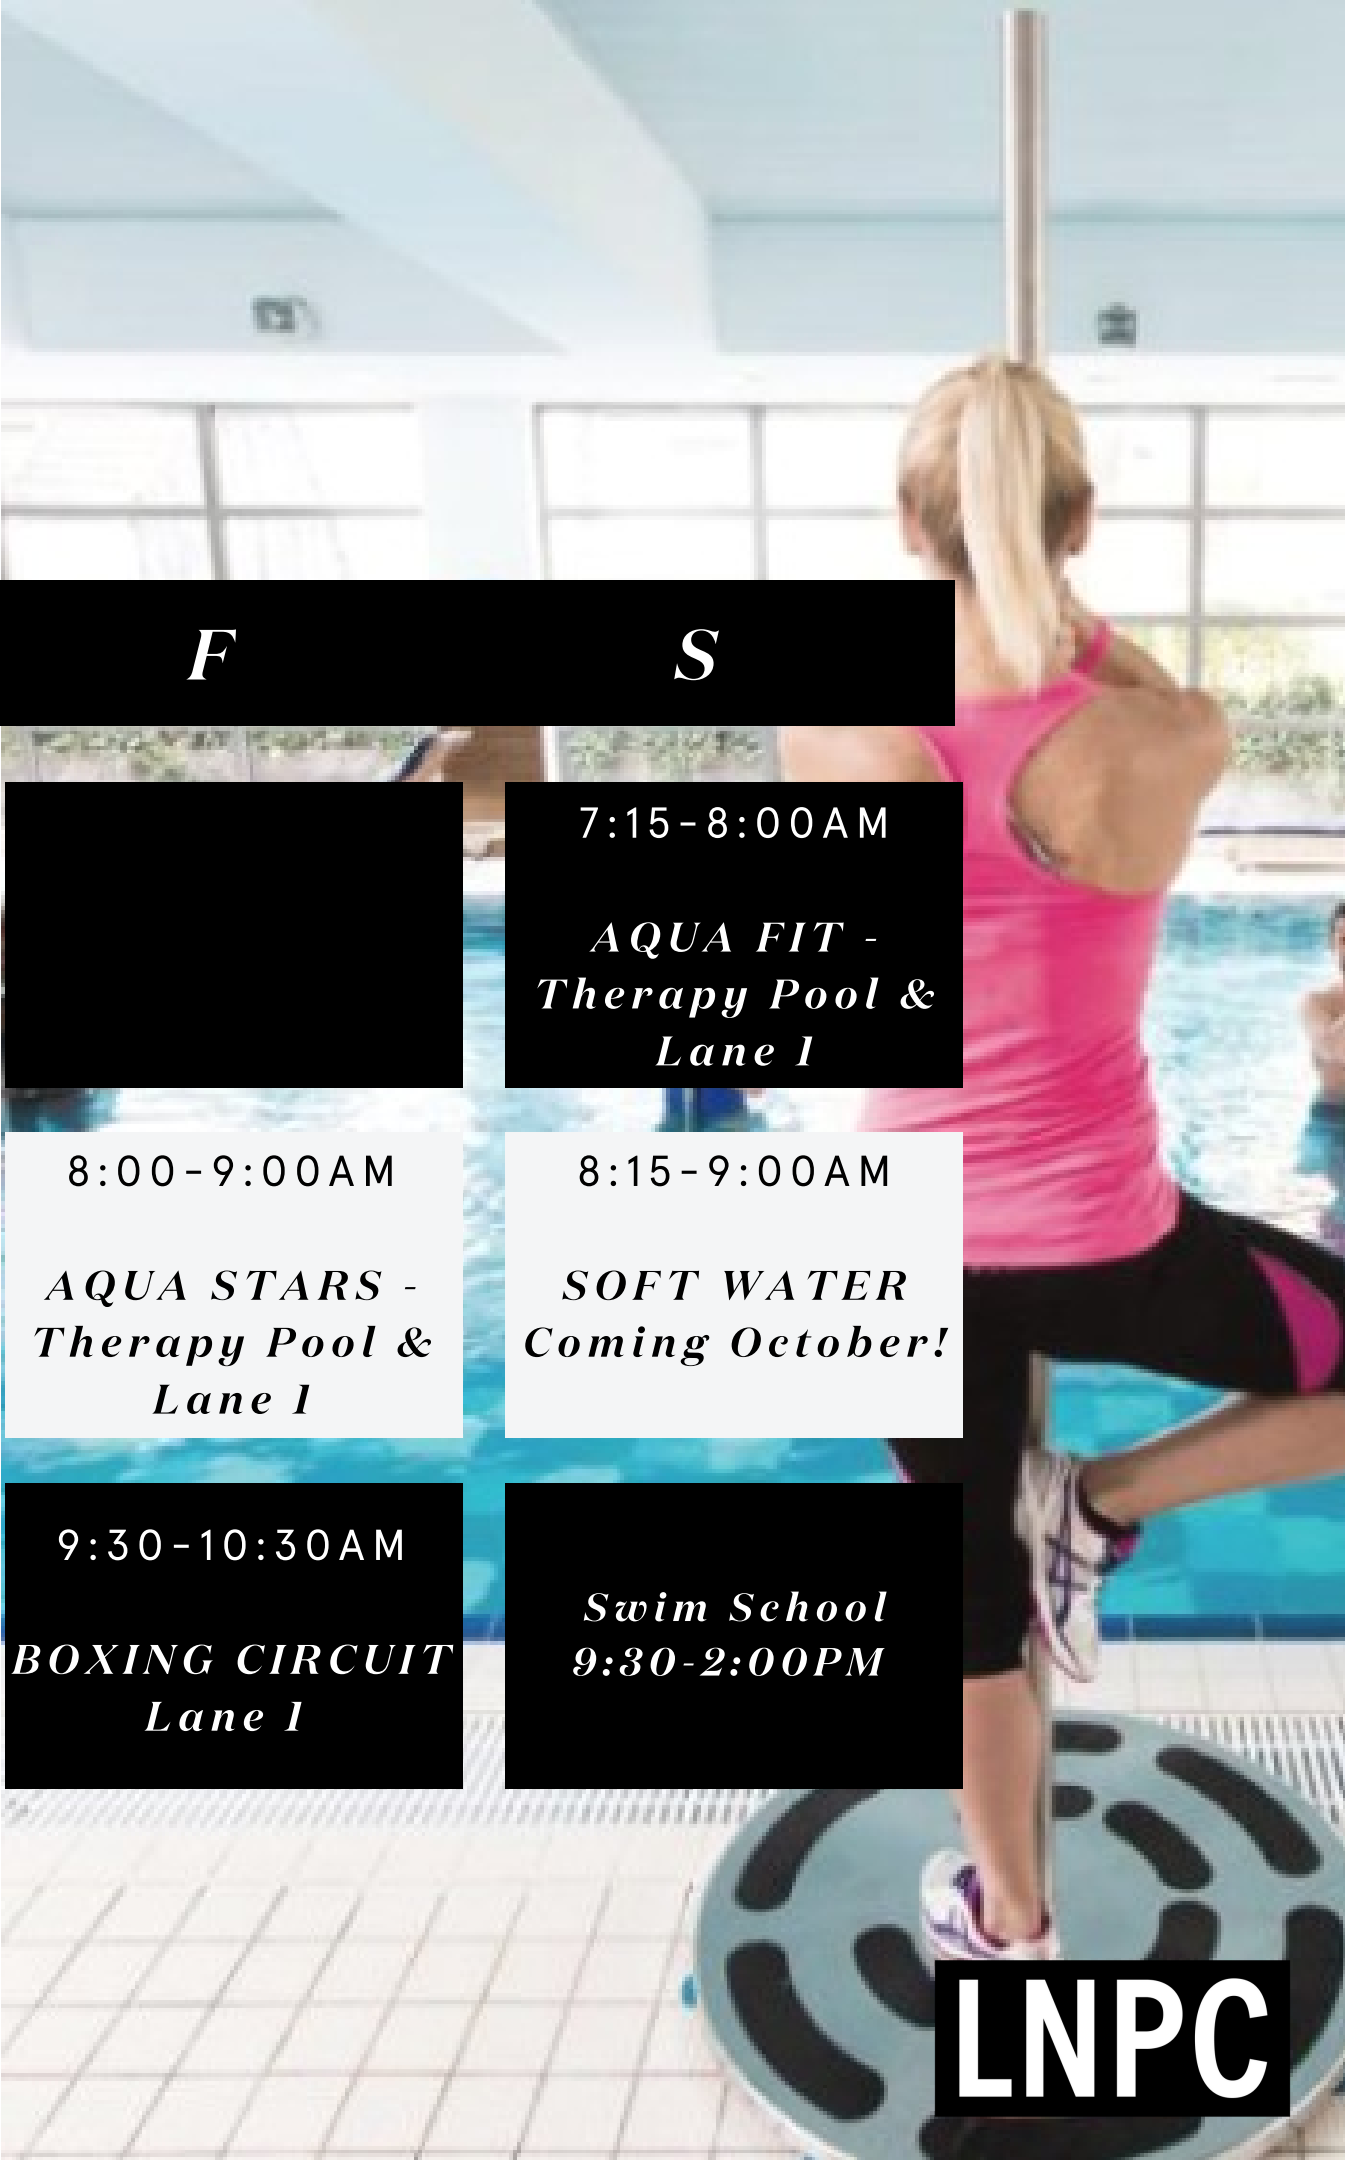 F
S
7:15-8:00AM
AQUA FIT -
Therapy Pool &
Lane 1
8:00-9:00AM
AQUA STARS -
Therapy Pool &
Lane 1
8:15-9:00AM
SOFT WATER
Coming October!
9:30-10:30AM
BOXING CIRCUIT
Lane 1
Swim School
9:30-2:00PM
LNPC